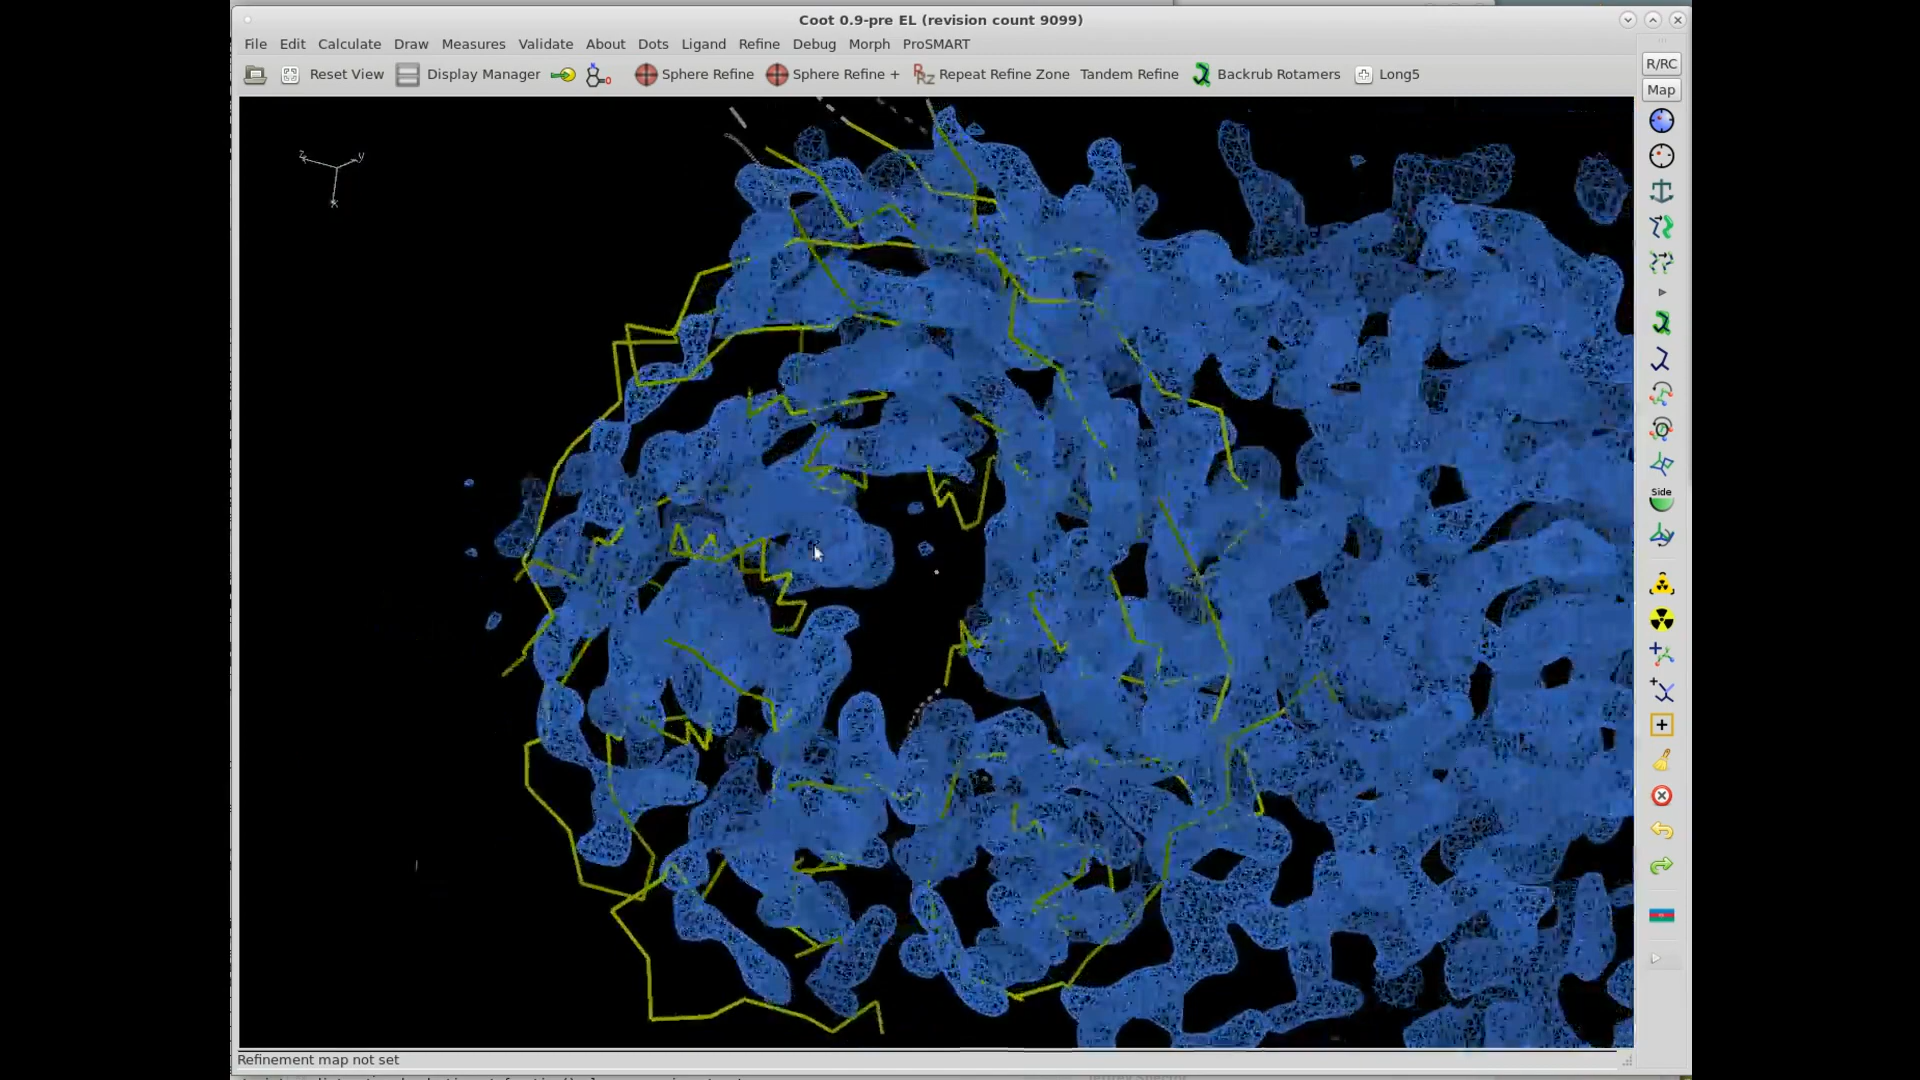 Coot 0.9-pre EL (revision count 9099)
File Edit Calculate Draw Measures Validate About Dots Ligand Refine Debug Morph ProSMART
Reset View Display Manager Sphere Refine Sphere Refine + Rz Repeat Refine Zone Tandem Refine Backrub Rotamers Long5
R/RC
Map
z y
x
Side
Refinement map not set